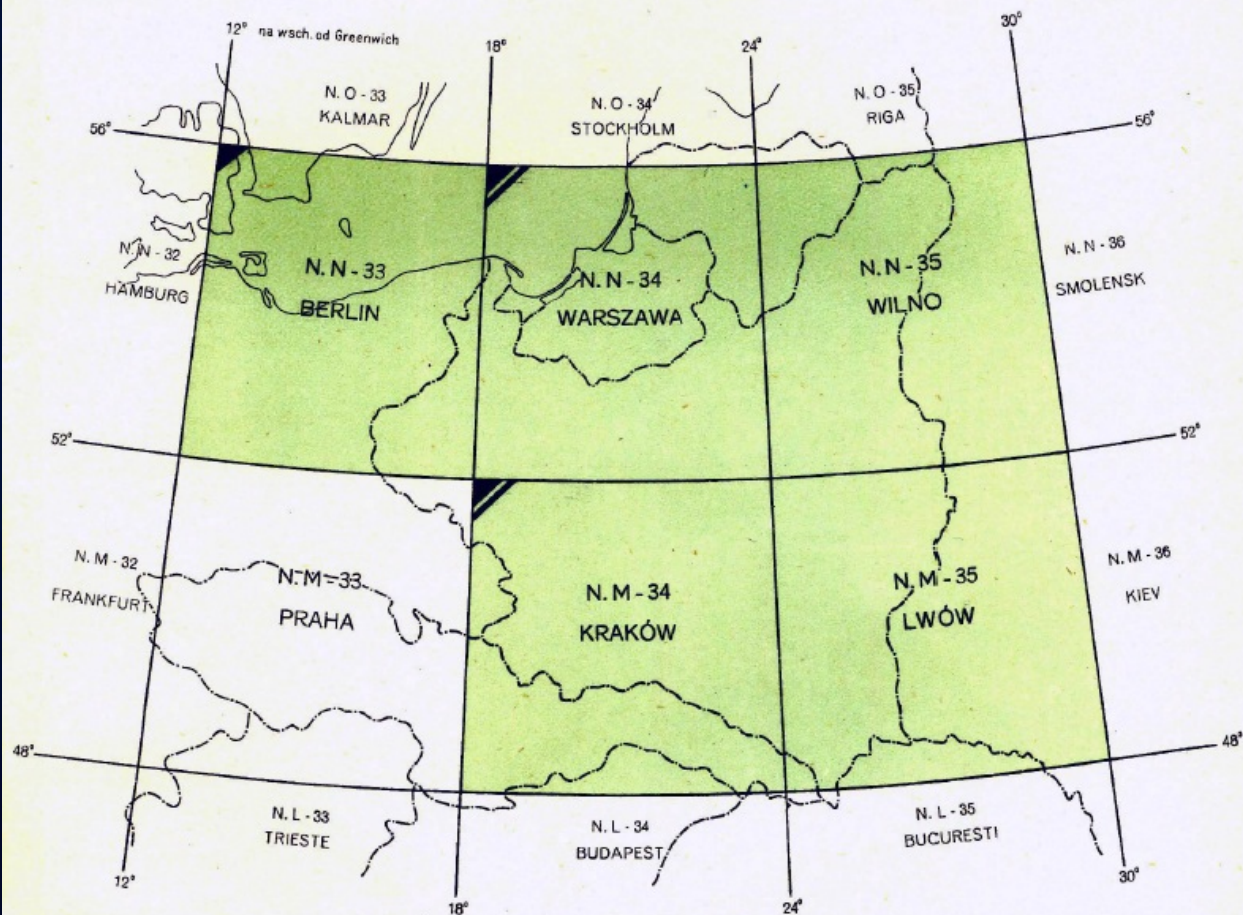 12° na wsch. od Greenwich
18°
24°
30°
N. O - 33
KALMAR
N. O - 34
STOCKHOLM
N. O - 35
RIGA
56°
56°
N. N - 32
HAMBURG
N. N - 33
BERLIN
N. N - 34
WARSZAWA
N. N - 35
WILNO
N. N - 36
SMOLENSK
52°
52°
N. M - 32
FRANKFURT
N. M - 33
PRAHA
N. M - 34
KRAKÓW
N. M - 35
LWÓW
N. M - 36
KIEV
48°
48°
N. L - 33
TRIESTE
N. L - 34
BUDAPEST
N. L - 35
BUCURESTI
12°
18°
24°
30°